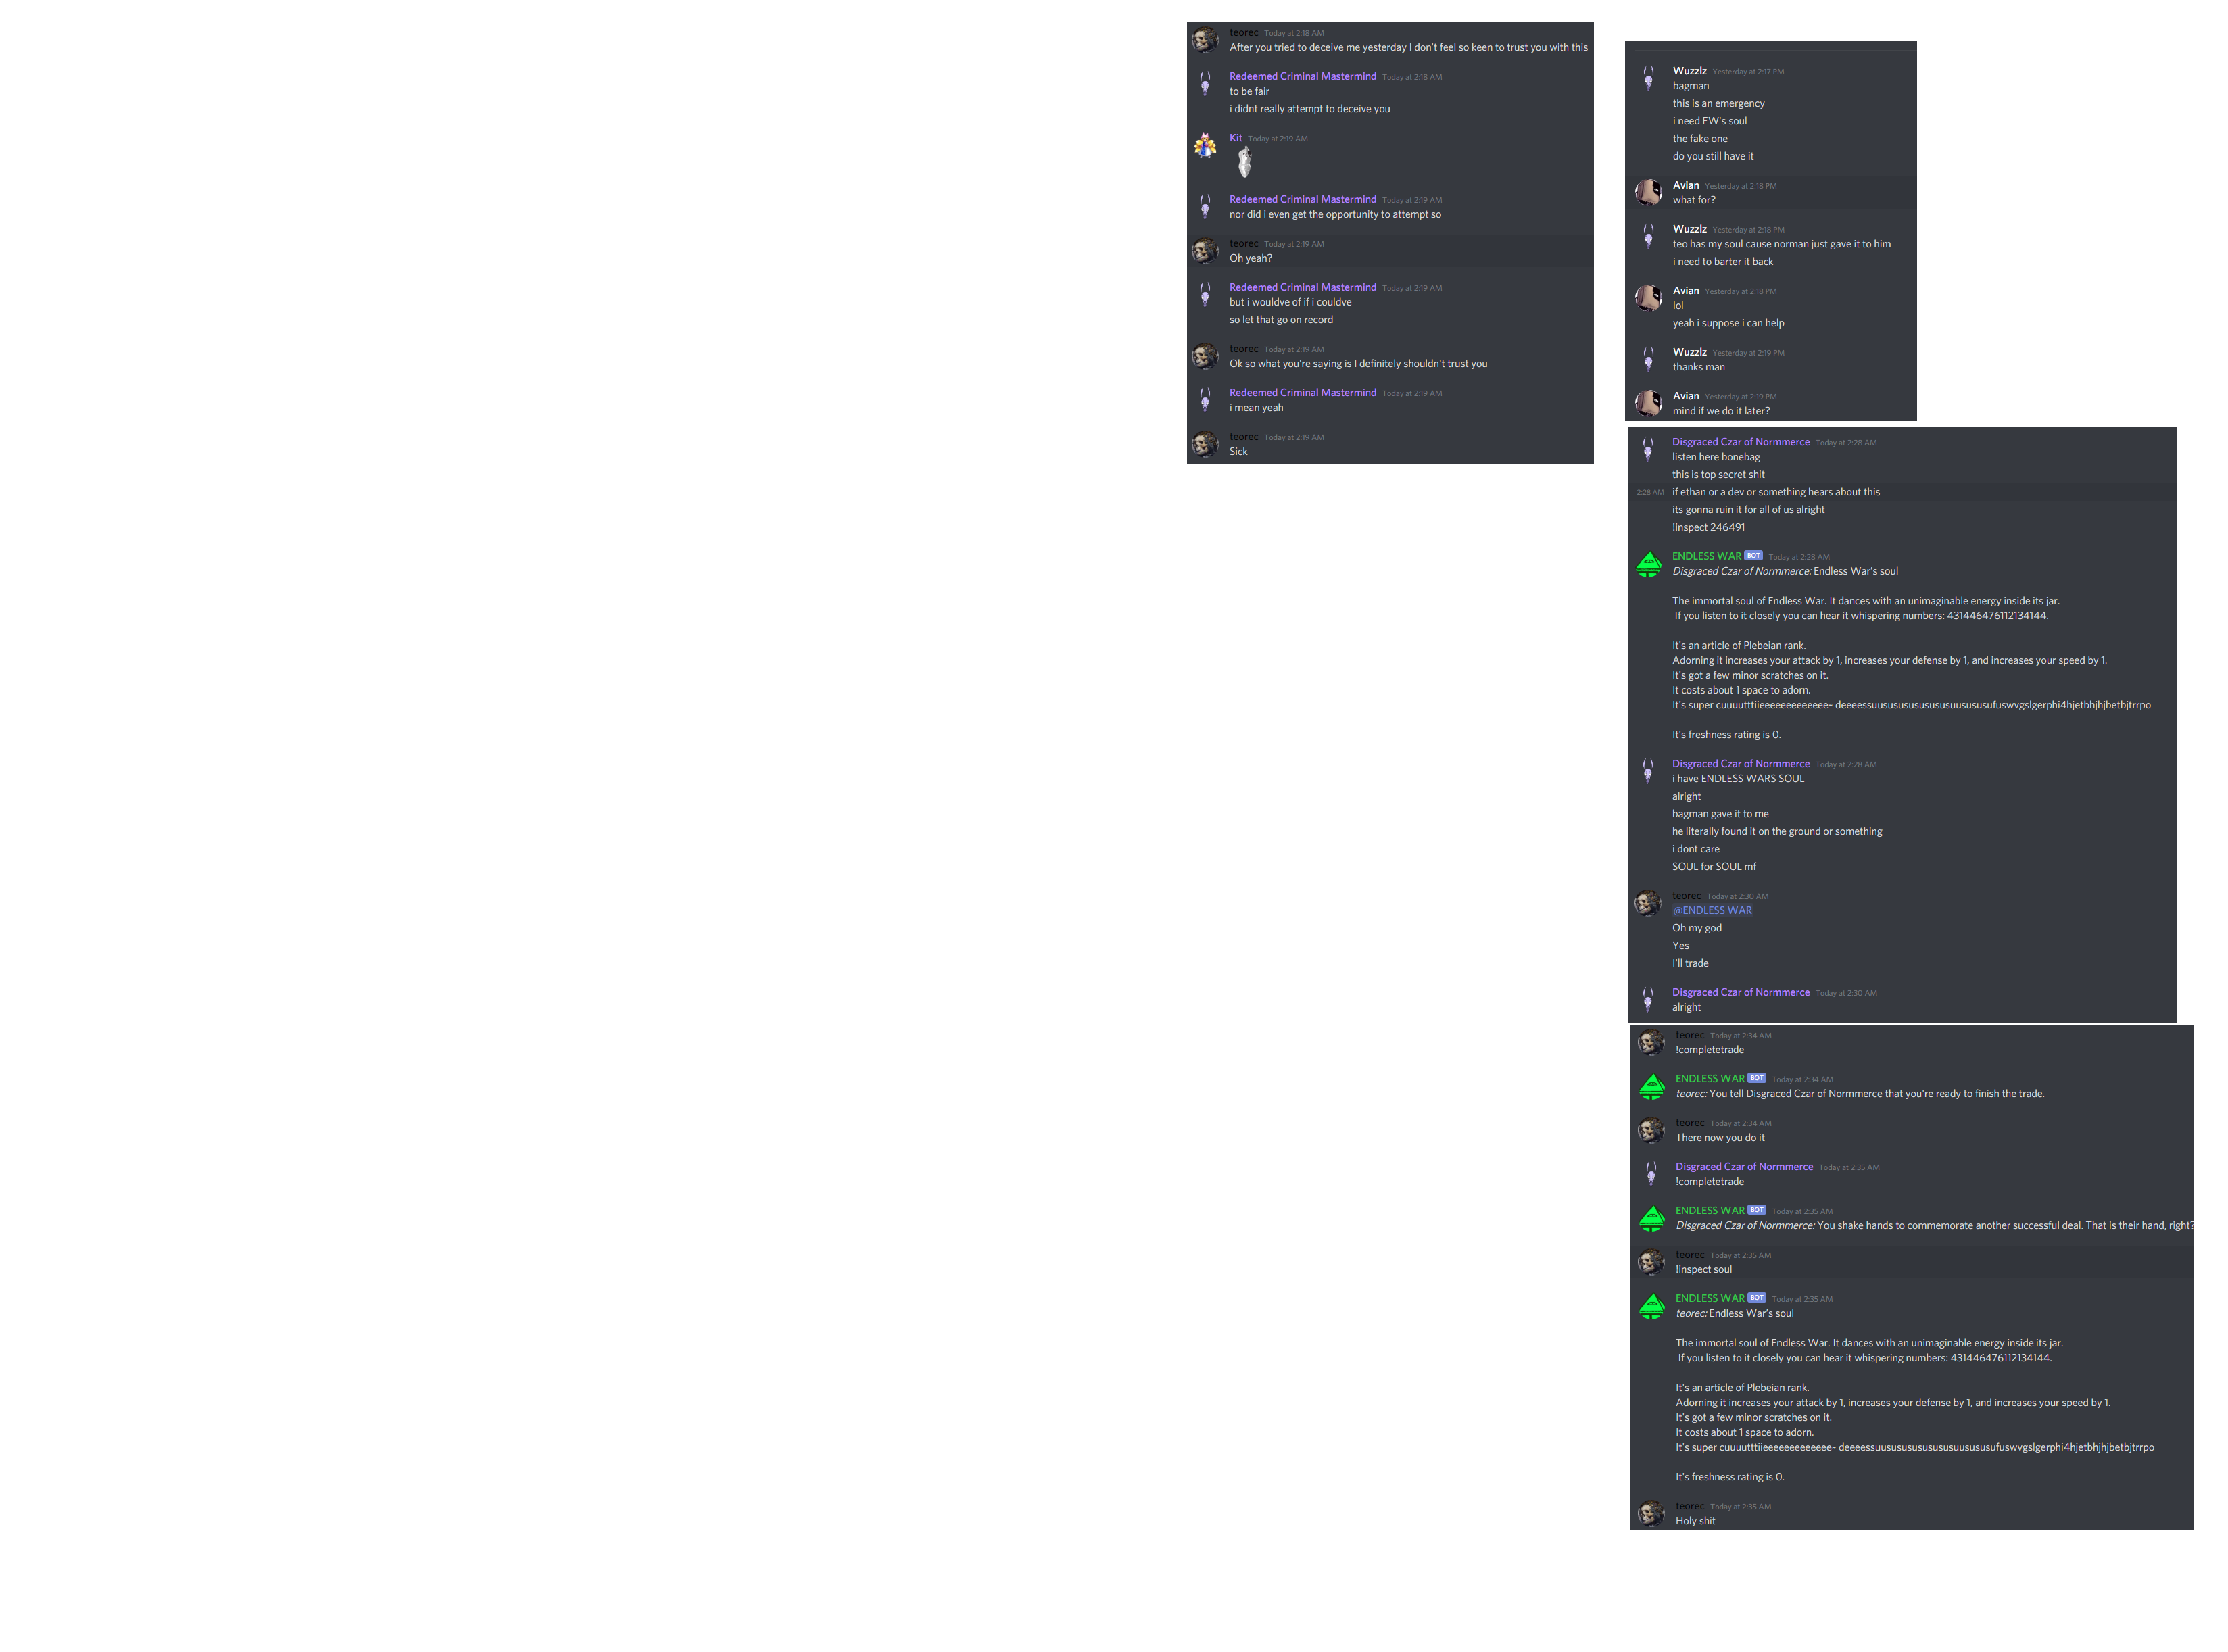 teorec Today at 2:18 AM
After you tried to deceive me yesterday I don't feel so keen to trust you with this
Redeemed Criminal Mastermind Today at 2:18 AM
to be fair
i didnt really attempt to deceive you
Kit Today at 2:19 AM
Redeemed Criminal Mastermind Today at 2:19 AM
nor did i even get the opportunity to attempt so
teorec Today at 2:19 AM
Oh yeah?
Redeemed Criminal Mastermind Today at 2:19 AM
but i wouldve of if i couldve
so let that go on record
teorec Today at 2:19 AM
Ok so what you're saying is I definitely shouldn't trust you
Redeemed Criminal Mastermind Today at 2:19 AM
i mean yeah
teorec Today at 2:19 AM
Sick
Wuzzlz Yesterday at 2:17 PM
bagman
this is an emergency
i need EW's soul
the fake one
do you still have it
Avian Yesterday at 2:18 PM
what for?
Wuzzlz Yesterday at 2:18 PM
teo has my soul cause norman just gave it to him
i need to barter it back
Avian Yesterday at 2:18 PM
lol
yeah i suppose i can help
Wuzzlz Yesterday at 2:19 PM
thanks man
Avian Yesterday at 2:19 PM
mind if we do it later?
Disgraced Czar of Normmerce Today at 2:28 AM
listen here bonebag
this is top secret shit
2:28 AM if ethan or a dev or something hears about this
its gonna ruin it for all of us alright
!inspect 246491
ENDLESS WAR BOT Today at 2:28 AM
Disgraced Czar of Normmerce: Endless War's soul
The immortal soul of Endless War. It dances with an unimaginable energy inside its jar.
If you listen to it closely you can hear it whispering numbers: 431446476112134144.
It's an article of Plebeian rank.
Adorning it increases your attack by 1, increases your defense by 1, and increases your speed by 1.
It's got a few minor scratches on it.
It costs about 1 space to adorn.
It's super cuuuutttiieeeeeeeeeeeee- deeeessuusususususususuusususufuswvgslgerphi4hjetbhjhjbetbjtrrpo
It's freshness rating is 0.
Disgraced Czar of Normmerce Today at 2:28 AM
i have ENDLESS WARS SOUL
alright
bagman gave it to me
he literally found it on the ground or something
i dont care
SOUL for SOUL mf
teorec Today at 2:30 AM
@ENDLESS WAR
Oh my god
Yes
I'll trade
Disgraced Czar of Normmerce Today at 2:30 AM
alright
teorec Today at 2:34 AM
!completetrade
ENDLESS WAR BOT Today at 2:34 AM
teorec: You tell Disgraced Czar of Normmerce that you're ready to finish the trade.
teorec Today at 2:34 AM
There now you do it
Disgraced Czar of Normmerce Today at 2:35 AM
!completetrade
ENDLESS WAR BOT Today at 2:35 AM
Disgraced Czar of Normmerce: You shake hands to commemorate another successful deal. That is their hand, right?
teorec Today at 2:35 AM
!inspect soul
ENDLESS WAR BOT Today at 2:35 AM
teorec: Endless War's soul
The immortal soul of Endless War. It dances with an unimaginable energy inside its jar.
If you listen to it closely you can hear it whispering numbers: 431446476112134144.
It's an article of Plebeian rank.
Adorning it increases your attack by 1, increases your defense by 1, and increases your speed by 1.
It's got a few minor scratches on it.
It costs about 1 space to adorn.
It's super cuuuutttiieeeeeeeeeeeee- deeeessuusususususususuusususufuswvgslgerphi4hjetbhjhjbetbjtrrpo
It's freshness rating is 0.
teorec Today at 2:35 AM
Holy shit